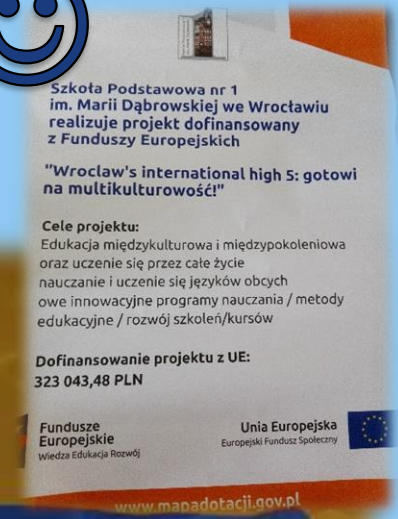 Szkoła Podstawowa nr 1
im. Marii Dąbrowskiej we Wrocławiu
realizuje projekt dofinansowany
z Funduszy Europejskich
"Wroclaw's international high 5: gotowi
na multikulturowość!"
Cele projektu:
Edukacja międzykulturowa i międzypokoleniowa
oraz uczenie się przez całe życie
nauczanie i uczenie się języków obcych
owe innowacyjne programy nauczania / metody
edukacyjne / rozwój szkoleń/kursów
Dofinansowanie projektu z UE:
323 043,48 PLN
Fundusze
Europejskie
Wiedza Edukacja Rozwój
Unia Europejska
Europejski Fundusz Społeczny
www.mapadotacji.gov.pl